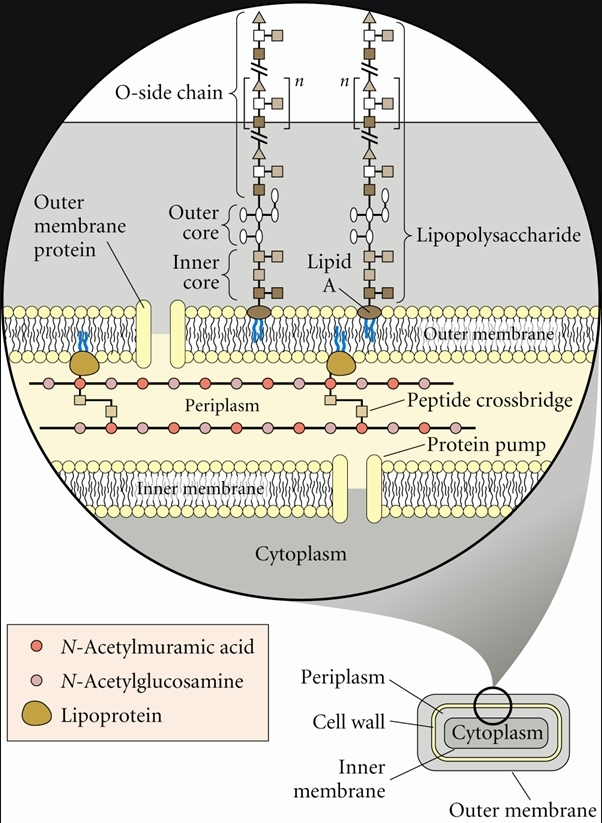 n
n
O-side chain
Outer
membrane
protein
Outer
core
Inner
core
Lipid
A
Lipopolysaccharide
Outer membrane
Periplasm
Peptide crossbridge
Protein pump
Inner membrane
Cytoplasm
N-Acetylmuramic acid
N-Acetylglucosamine
Lipoprotein
Periplasm
Cell wall
Cytoplasm
Inner
membrane
Outer membrane